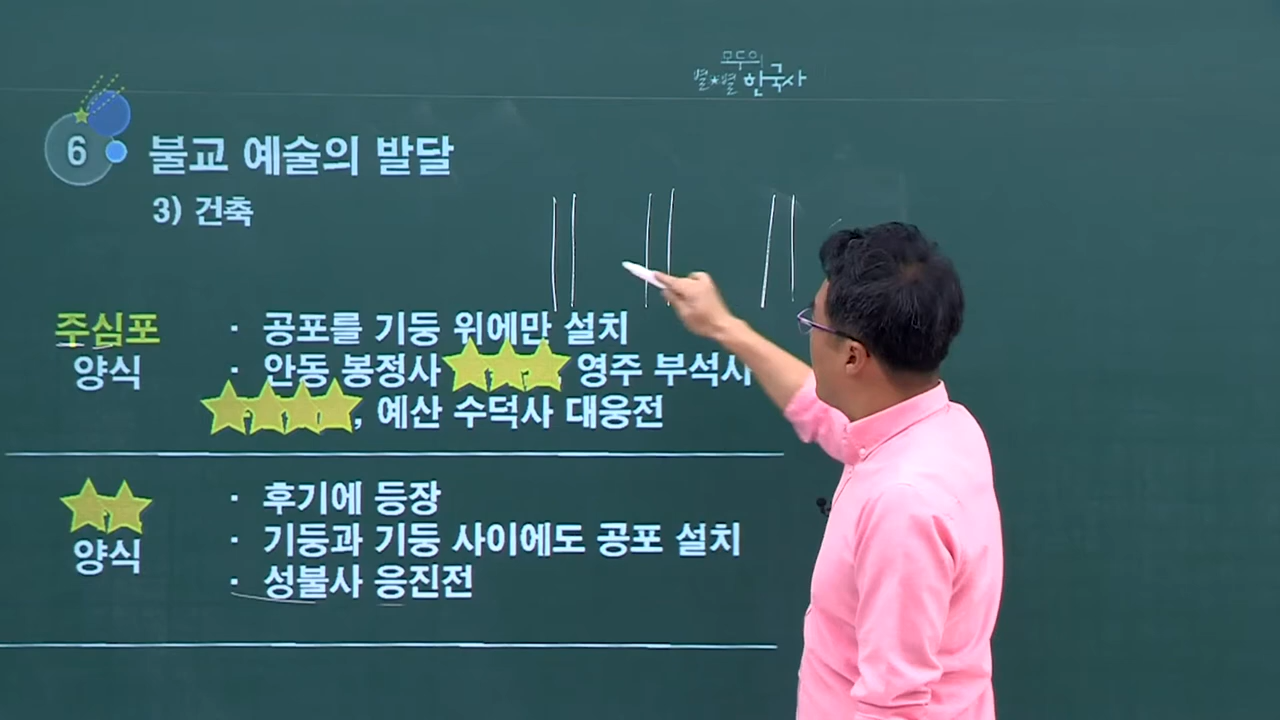 모두의
별★별 한국사
6 불교 예술의 발달
3) 건축
주심포
양식
· 공포를 기둥 위에만 설치
· 안동 봉정사 영주 부석사
, 예산 수덕사 대웅전
양식
· 후기에 등장
· 기둥과 기둥 사이에도 공포 설치
· 성불사 응진전